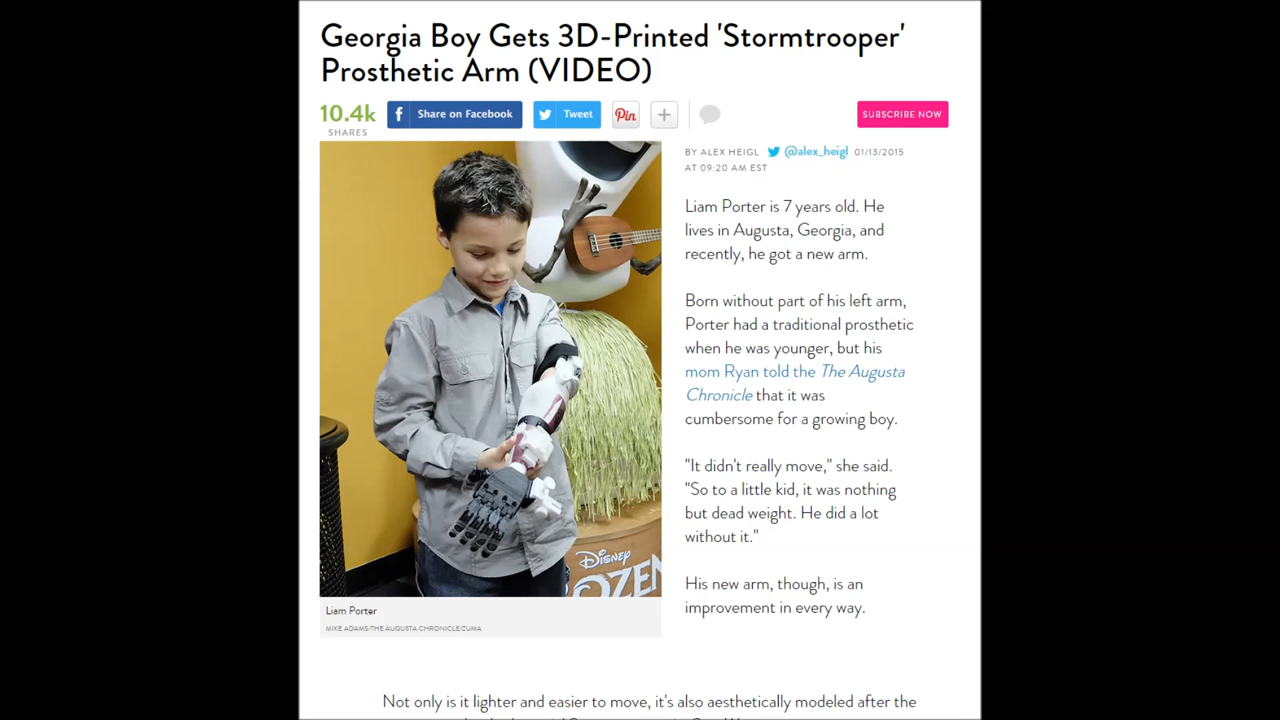 Georgia Boy Gets 3D-Printed 'Stormtrooper'
Prosthetic Arm (VIDEO)
10.4k
SHARES
f Share on Facebook
Tweet
Pin
+
SUBSCRIBE NOW
BY ALEX HEIGL @alex_heigl 01/13/2015
AT 09:20 AM EST
Liam Porter is 7 years old. He
lives in Augusta, Georgia, and
recently, he got a new arm.
Born without part of his left arm,
Porter had a traditional prosthetic
when he was younger, but his
mom Ryan told the The Augusta
Chronicle that it was
cumbersome for a growing boy.
"It didn't really move," she said.
"So to a little kid, it was nothing
but dead weight. He did a lot
without it."
His new arm, though, is an
improvement in every way.
DISNEY
OZEN
Liam Porter
MIKE ADAMS/THE AUGUSTA CHRONICLE/ZUMA
Not only is it lighter and easier to move, it's also aesthetically modeled after the